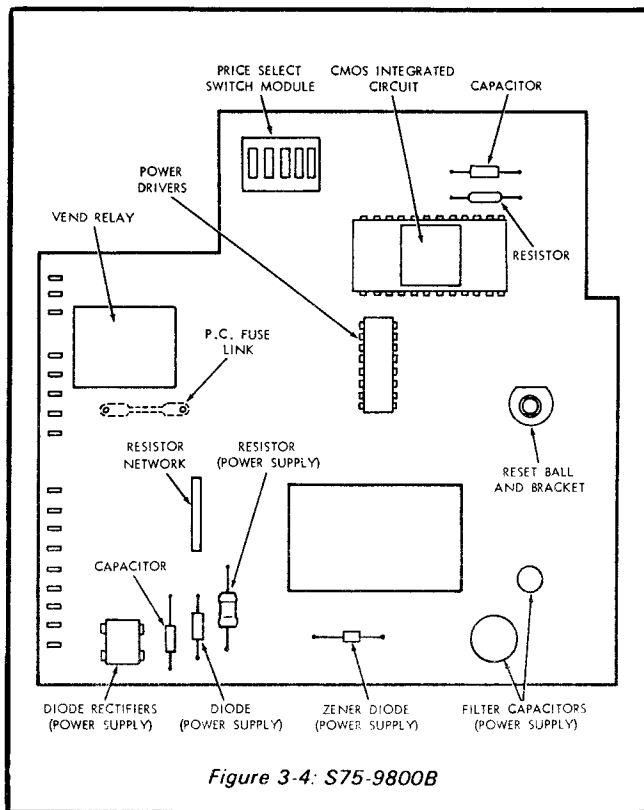 PRICE SELECT
SWITCH MODULE
CMOS INTEGRATED
CIRCUIT
CAPACITOR
POWER
DRIVERS
VEND RELAY
RESISTOR
P.C. FUSE
LINK
RESISTOR
NETWORK
RESISTOR
(POWER SUPPLY)
RESET BALL
AND BRACKET
CAPACITOR
DIODE RECTIFIERS
(POWER SUPPLY)
DIODE
(POWER SUPPLY)
ZENER DIODE
(POWER SUPPLY)
FILTER CAPACITORS
(POWER SUPPLY)
Figure 3-4: S75-9800B